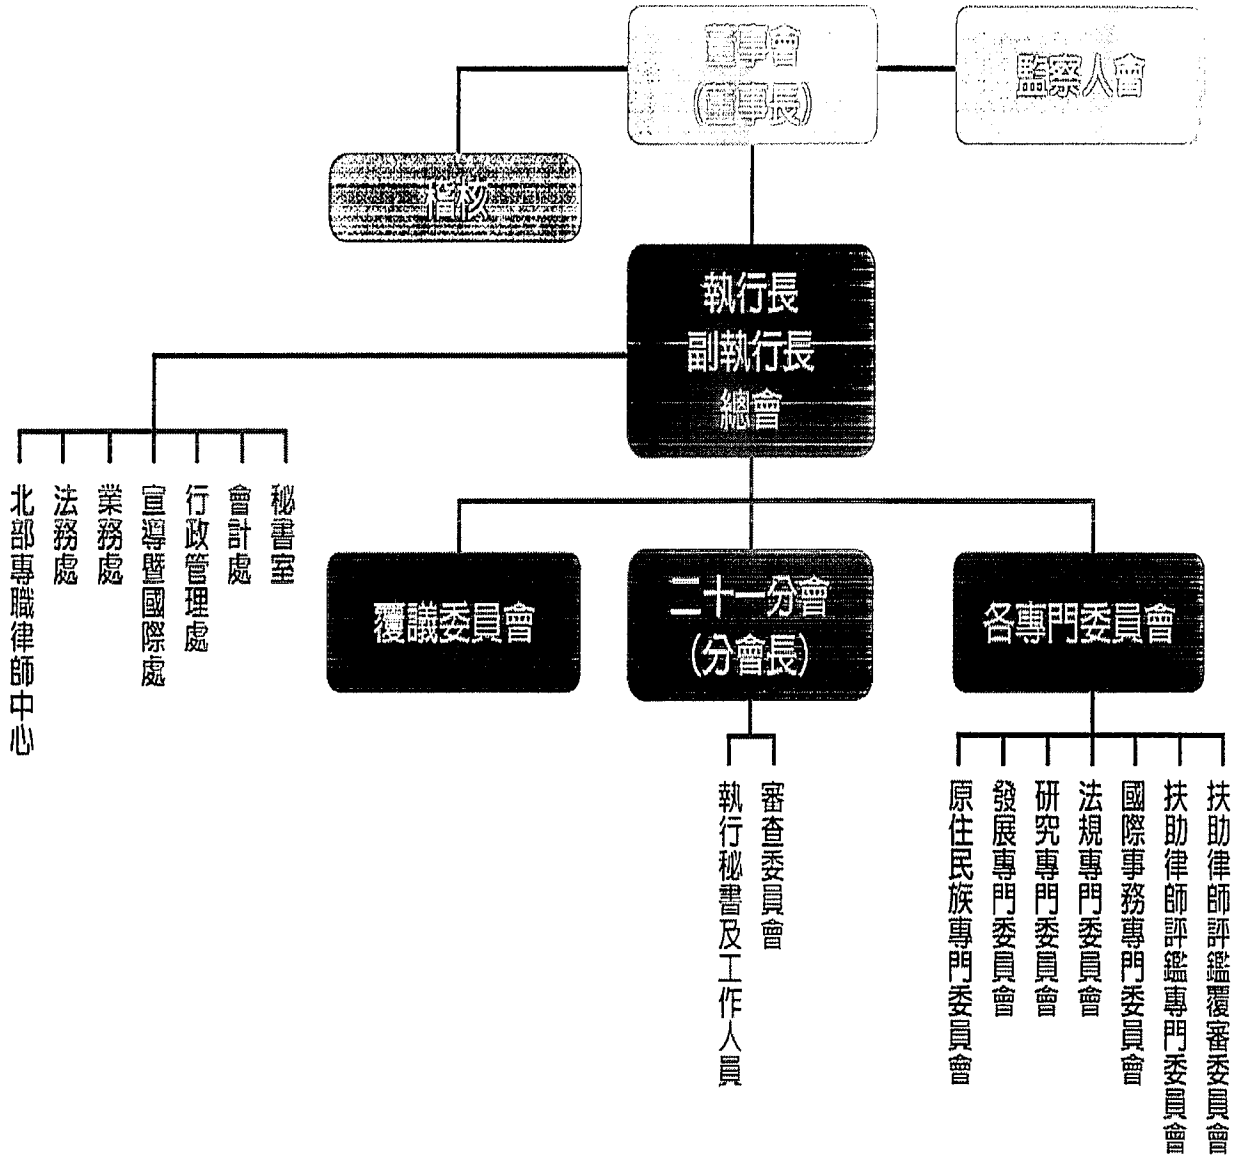 董事會
(董事長)
監察人會
稽核
執行長
副執行長
總會
秘書室
會計處
行政管理處
宣導暨國際處
業務處
法務處
北部專職律師中心
覆議委員會
二十一分會
(分會長)
各專門委員會
審查委員會
執行秘書及工作人員
扶助律師評鑑覆審委員會
扶助律師評鑑專門委員會
國際事務專門委員會
法規專門委員會
研究專門委員會
發展專門委員會
原住民族專門委員會